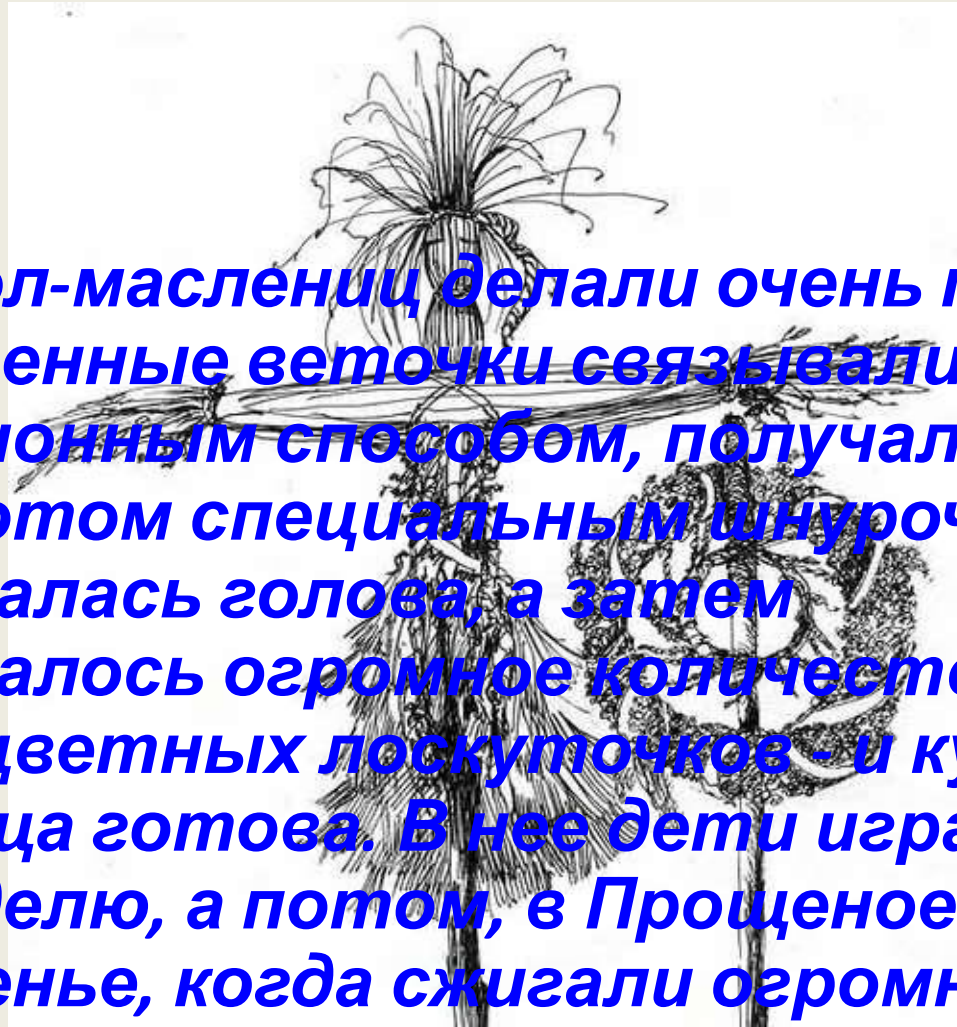 ол-маслениц делали очень п
енные веточки связывали
ионным способом, получал
отом специальным шнуроч
алась голова, а затем
алось огромное количеств
цветных лоскуточков - и ку
ца готова. В нее дети игра
делю, а потом, в Прощеное
енье, когда сжигали огромн